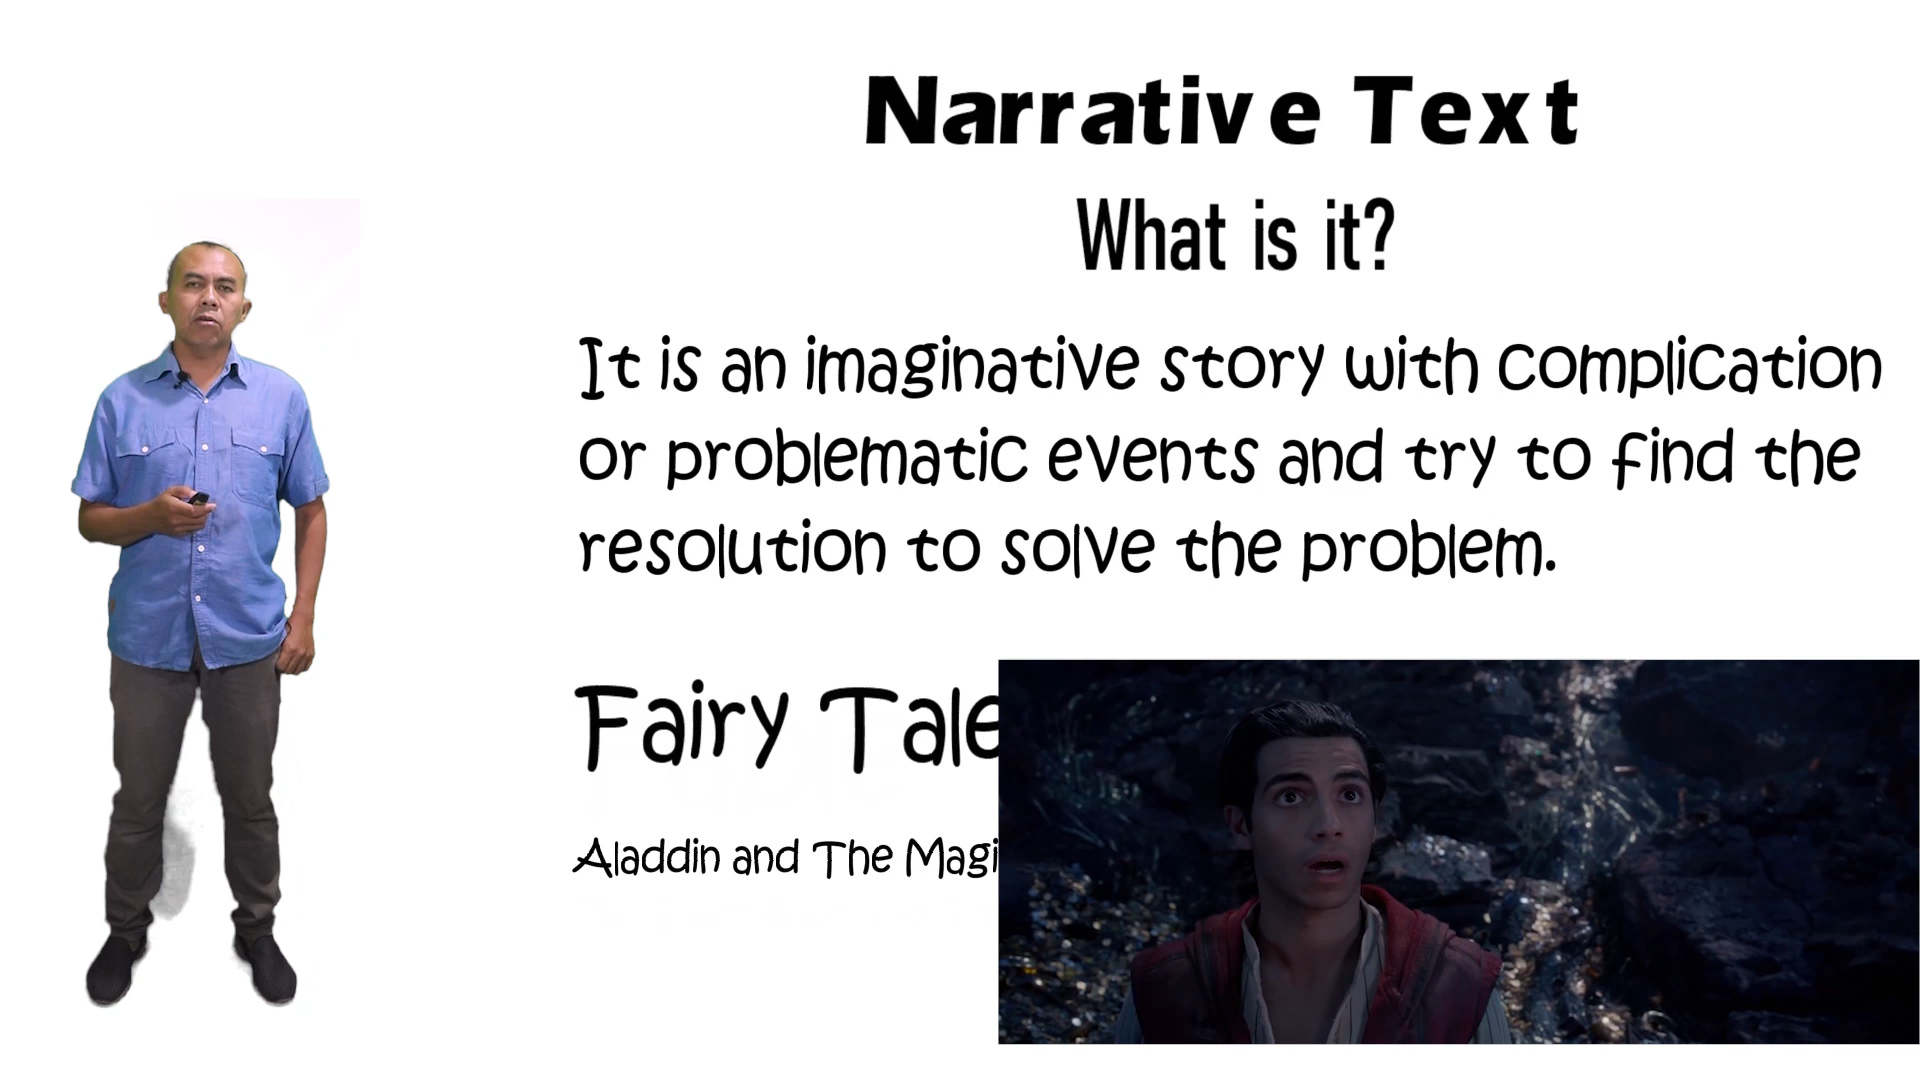 Narrative Text
What is it?
It is an imaginative story with complication
or problematic events and try to find the
resolution to solve the problem.
Fairy Tale
Aladdin and The Magi